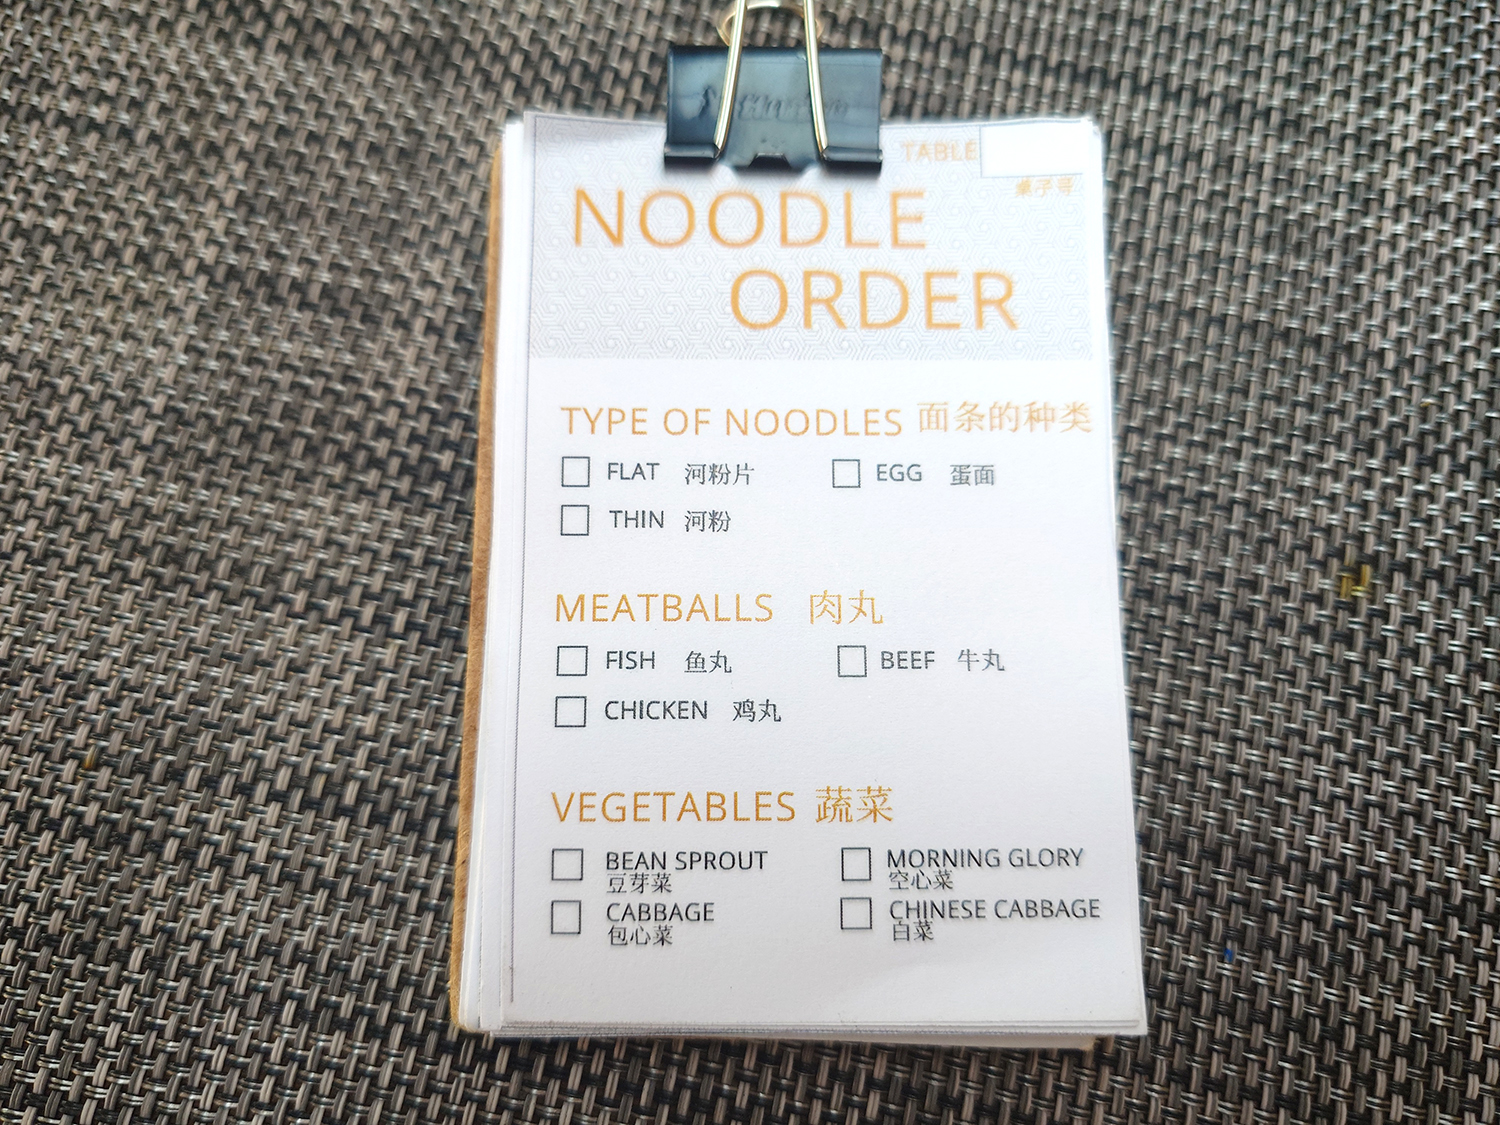 TABLE
桌子号
NOODLE
ORDER
TYPE OF NOODLES 面条的种类
FLAT 河粉片
EGG 蛋面
THIN 河粉
MEATBALLS 肉丸
FISH 鱼丸
BEEF 牛丸
CHICKEN 鸡丸
VEGETABLES 蔬菜
BEAN SPROUT
豆芽菜
MORNING GLORY
空心菜
CABBAGE
包心菜
CHINESE CABBAGE
白菜